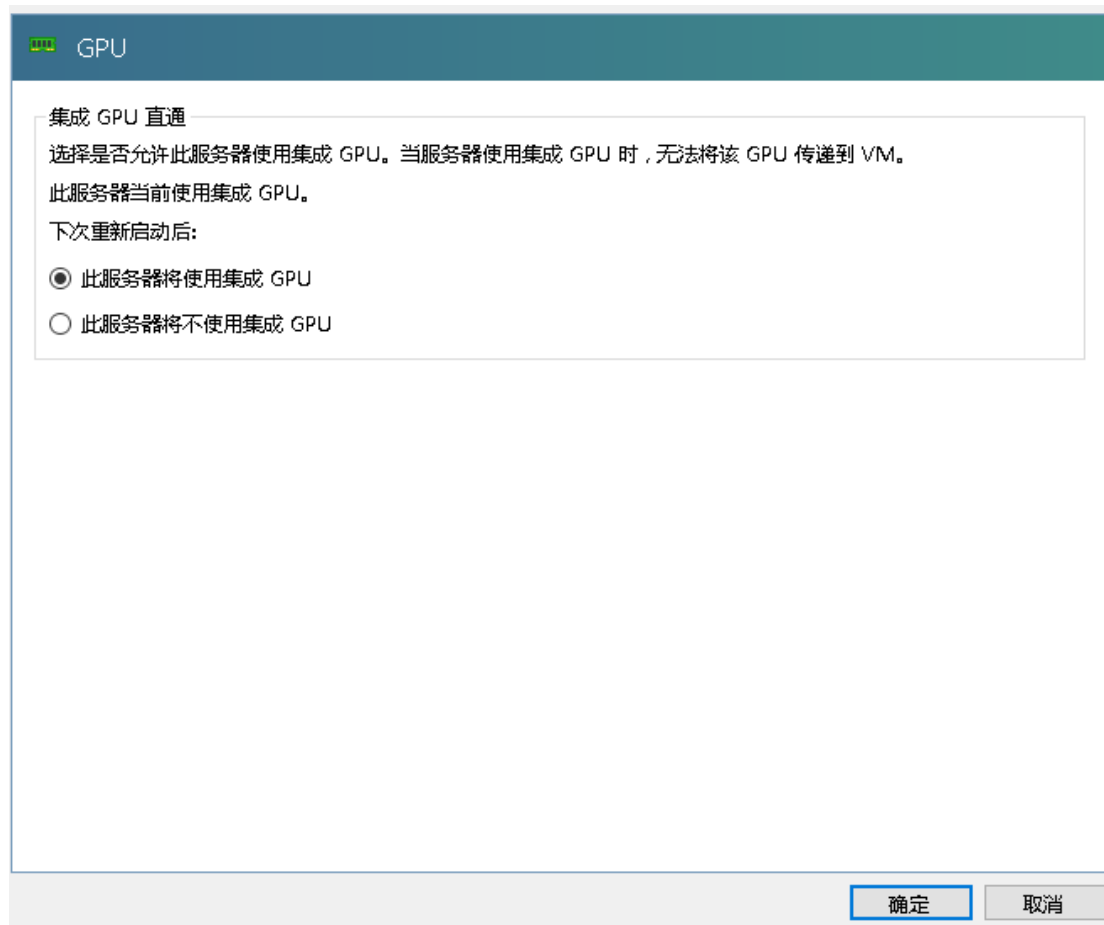 GPU
集成 GPU 直通
选择是否允许此服务器使用集成 GPU。当服务器使用集成 GPU 时，无法将该 GPU 传递到 VM。
此服务器当前使用集成 GPU。
下次重新启动后:
此服务器将使用集成 GPU
此服务器将不使用集成 GPU
确定 取消